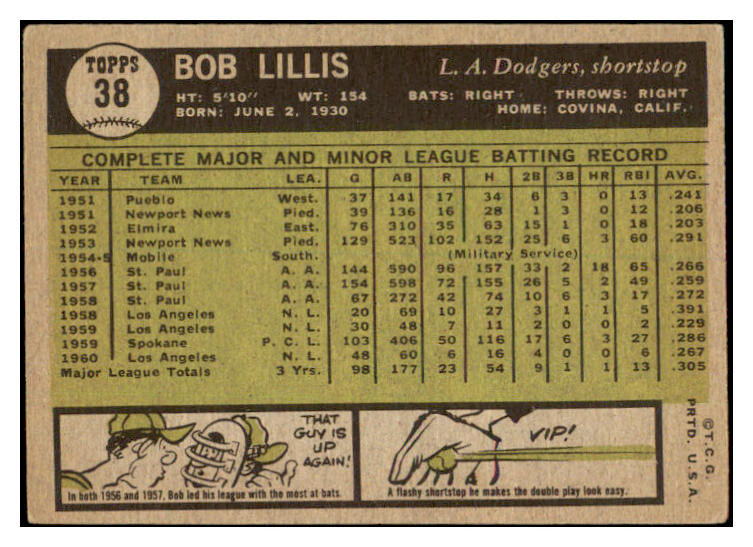 TOPPS
38
BOB LILLIS
L. A. Dodgers, shortstop
HT: 5'10" WT: 154 BATS: RIGHT THROWS: RIGHT
BORN: JUNE 2, 1930 HOME: COVINA, CALIF.
COMPLETE MAJOR AND MINOR LEAGUE BATTING RECORD
YEAR TEAM LEA. G AB R H 2B 3B HR RBI AVG.
1951 Pueblo West. 37 141 17 34 6 3 0 13 .241
1951 Newport News Pied. 39 136 16 28 1 3 0 12 .206
1952 Elmira East. 76 310 35 63 15 1 0 18 .203
1953 Newport News Pied. 129 523 102 152 25 6 3 60 .291
1954-5 Mobile South. (Military Service)
1956 St. Paul A. A. 144 590 96 157 33 2 18 65 .266
1957 St. Paul A. A. 154 598 72 155 26 5 2 49 .259
1958 St. Paul A. A. 67 272 42 74 10 6 3 17 .272
1958 Los Angeles N. L. 20 69 10 27 3 1 1 5 .391
1959 Los Angeles N. L. 30 48 7 11 2 0 0 2 .229
1959 Spokane P. C. L. 103 406 50 116 17 6 3 27 .286
1960 Los Angeles N. L. 48 60 6 16 4 0 0 6 .267
Major League Totals 3 Yrs. 98 177 23 54 9 1 1 13 .305
THAT
GUY IS
UP
AGAIN!
In both 1956 and 1957, Bob led his league with the most at bats.
VIP!
A flashy shortstop he makes the double play look easy.
©T.C.G.
PRTD. U.S.A.